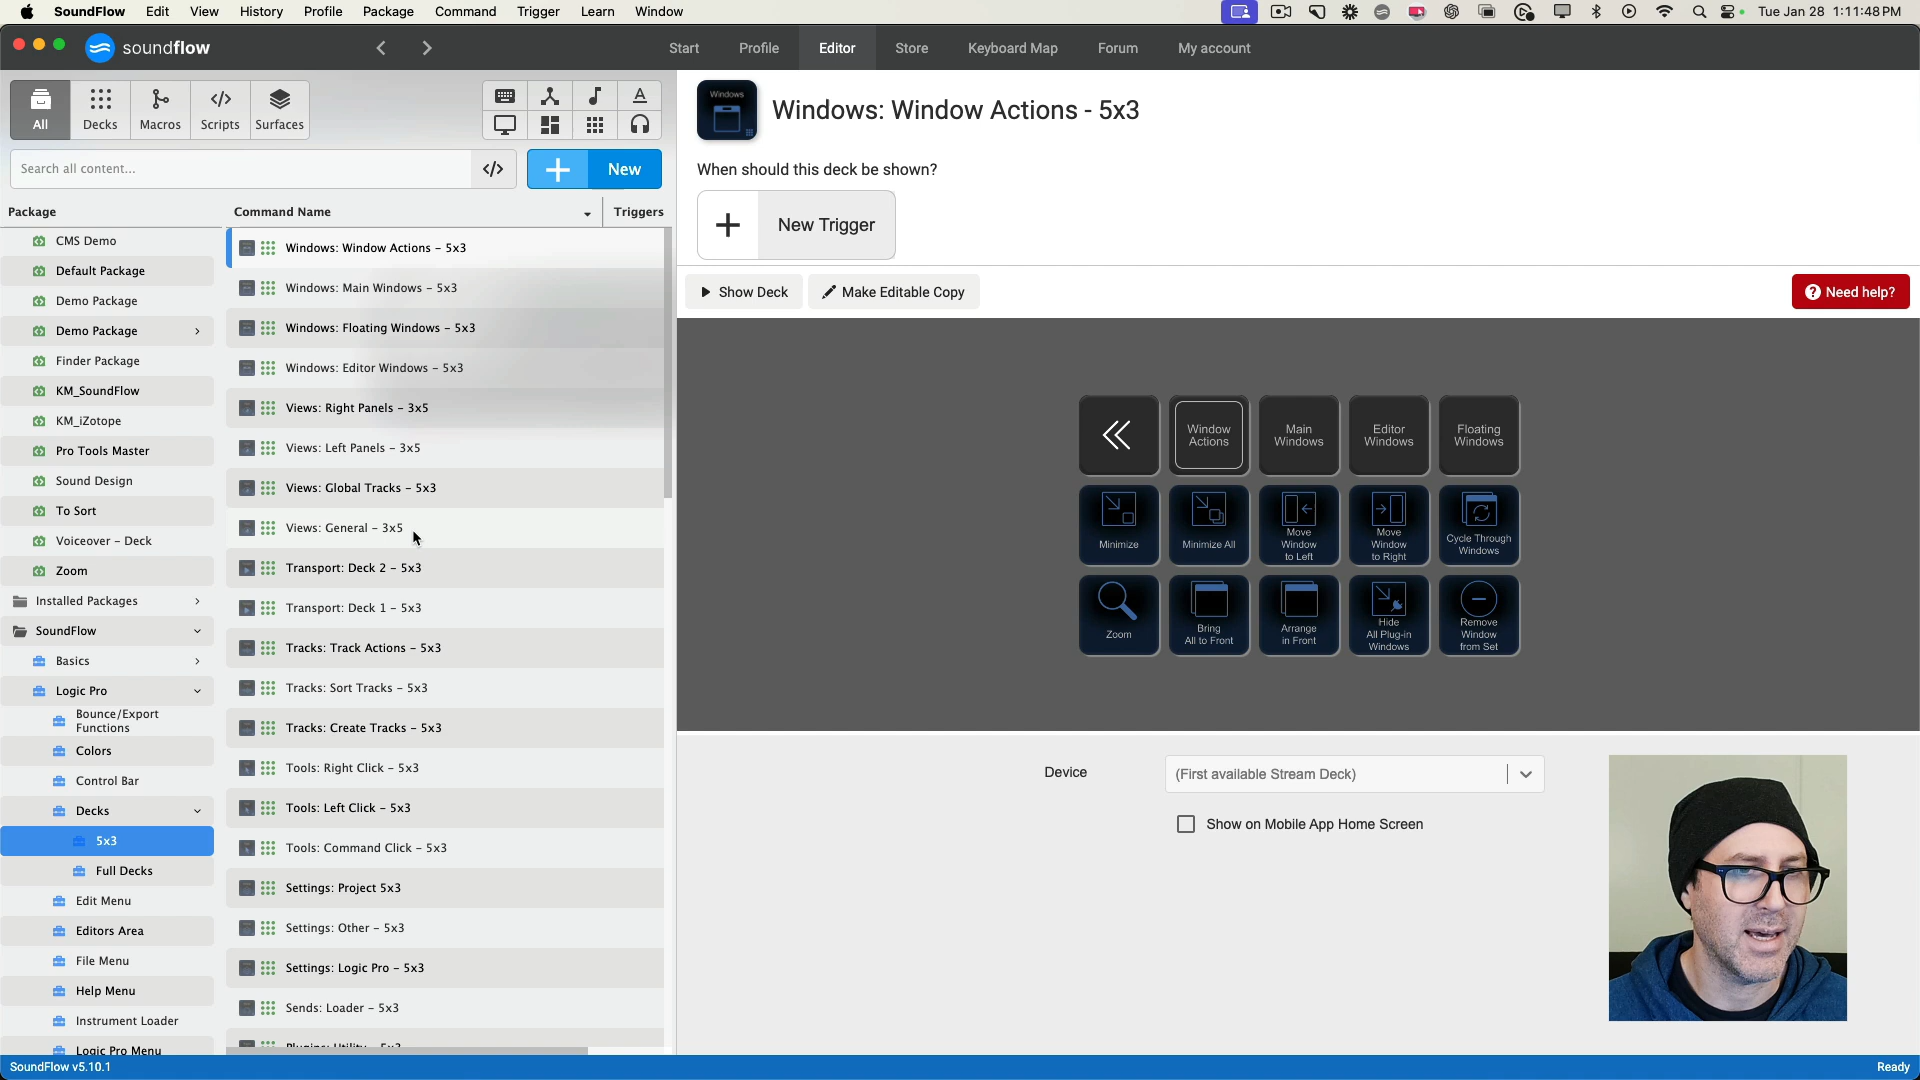 SoundFlow Edit View History Profile Package Command Trigger Learn Window Tue Jan 28 1:11:48 PM
soundflow Start Profile Editor Store Keyboard Map Forum My account
All Decks Macros Scripts Surfaces
Search all content... New
Package Command Name Triggers
CMS Demo
Default Package
Demo Package
Demo Package
Finder Package
KM_SoundFlow
KM_iZotope
Pro Tools Master
Sound Design
To Sort
Voiceover - Deck
Zoom
Installed Packages
SoundFlow
Basics
Logic Pro
Bounce/Export
Functions
Colors
Control Bar
Decks
5x3
Full Decks
Edit Menu
Editors Area
File Menu
Help Menu
Instrument Loader
Logic Pro Menu
Windows: Window Actions - 5x3
Windows: Main Windows - 5x3
Windows: Floating Windows - 5x3
Windows: Editor Windows - 5x3
Views: Right Panels - 3x5
Views: Left Panels - 3x5
Views: Global Tracks - 5x3
Views: General - 3x5
Transport: Deck 2 - 5x3
Transport: Deck 1 - 5x3
Tracks: Track Actions - 5x3
Tracks: Sort Tracks - 5x3
Tracks: Create Tracks - 5x3
Tools: Right Click - 5x3
Tools: Left Click - 5x3
Tools: Command Click - 5x3
Settings: Project 5x3
Settings: Other - 5x3
Settings: Logic Pro - 5x3
Sends: Loader - 5x3
Plugins: Utility - 5x3
Windows
Windows: Window Actions - 5x3
When should this deck be shown?
New Trigger
Show Deck Make Editable Copy Need help?
Window
Actions
Main
Windows
Editor
Windows
Floating
Windows
Minimize
Minimize All
Move
Window
to Left
Move
Window
to Right
Cycle Through
Windows
Zoom
Bring
All to Front
Arrange
in Front
Hide
All Plug-in
Windows
Remove
Window
from Set
Device (First available Stream Deck)
Show on Mobile App Home Screen
SoundFlow v5.10.1 Ready